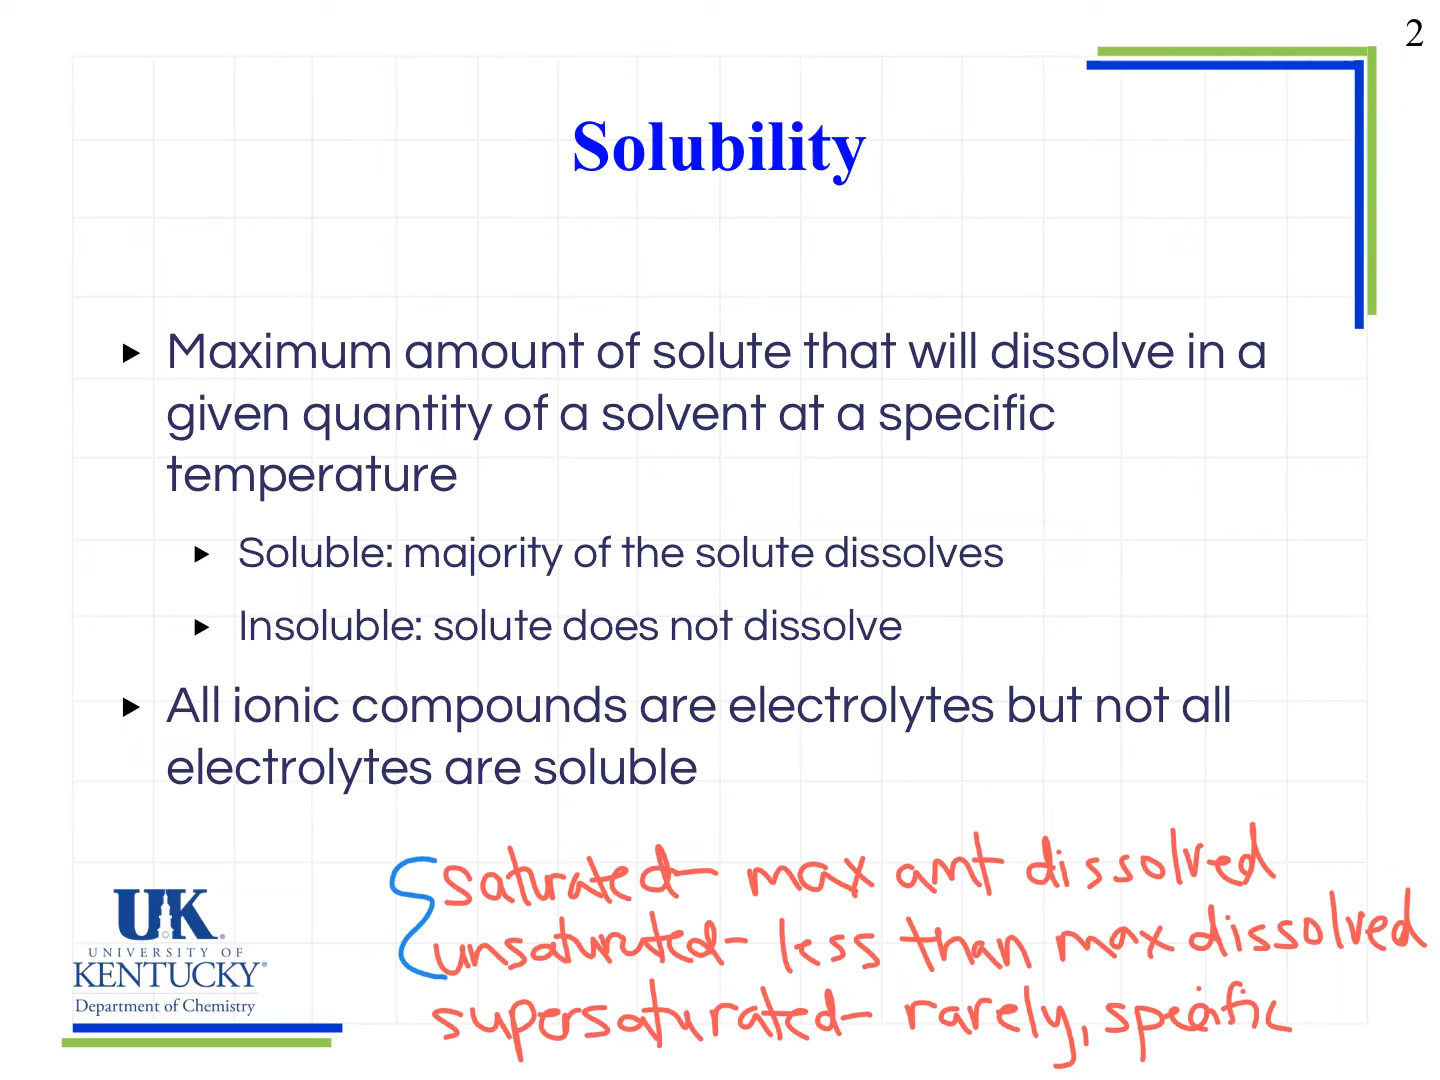 2
Solubility
Maximum amount of solute that will dissolve in a
given quantity of a solvent at a specific
temperature
Soluble: majority of the solute dissolves
Insoluble: solute does not dissolve
All ionic compounds are electrolytes but not all
electrolytes are soluble
saturated- max amt dissolved
unsaturated- less than max dissolved
supersaturated- rarely, specific
UK
UNIVERSITY OF
KENTUCKY®
Department of Chemistry